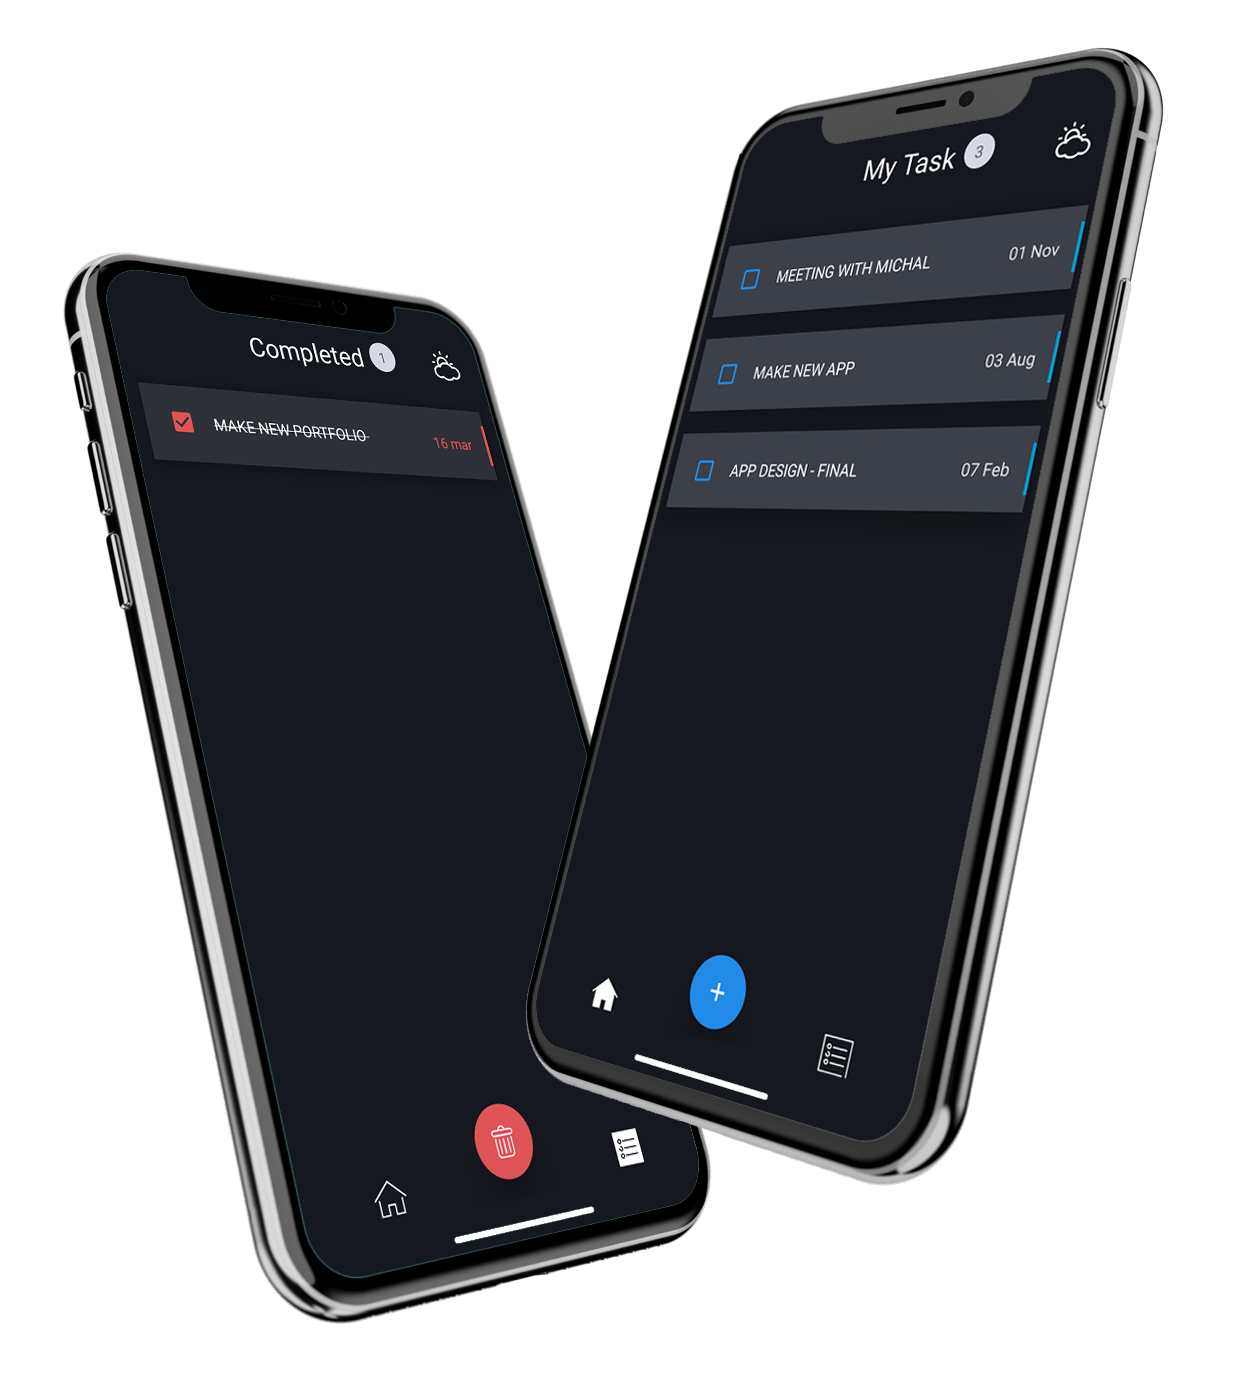 Completed 1
MAKE NEW PORTFOLIO
16 mar
My Task 3
MEETING WITH MICHAL
01 Nov
MAKE NEW APP
03 Aug
APP DESIGN - FINAL
07 Feb
+